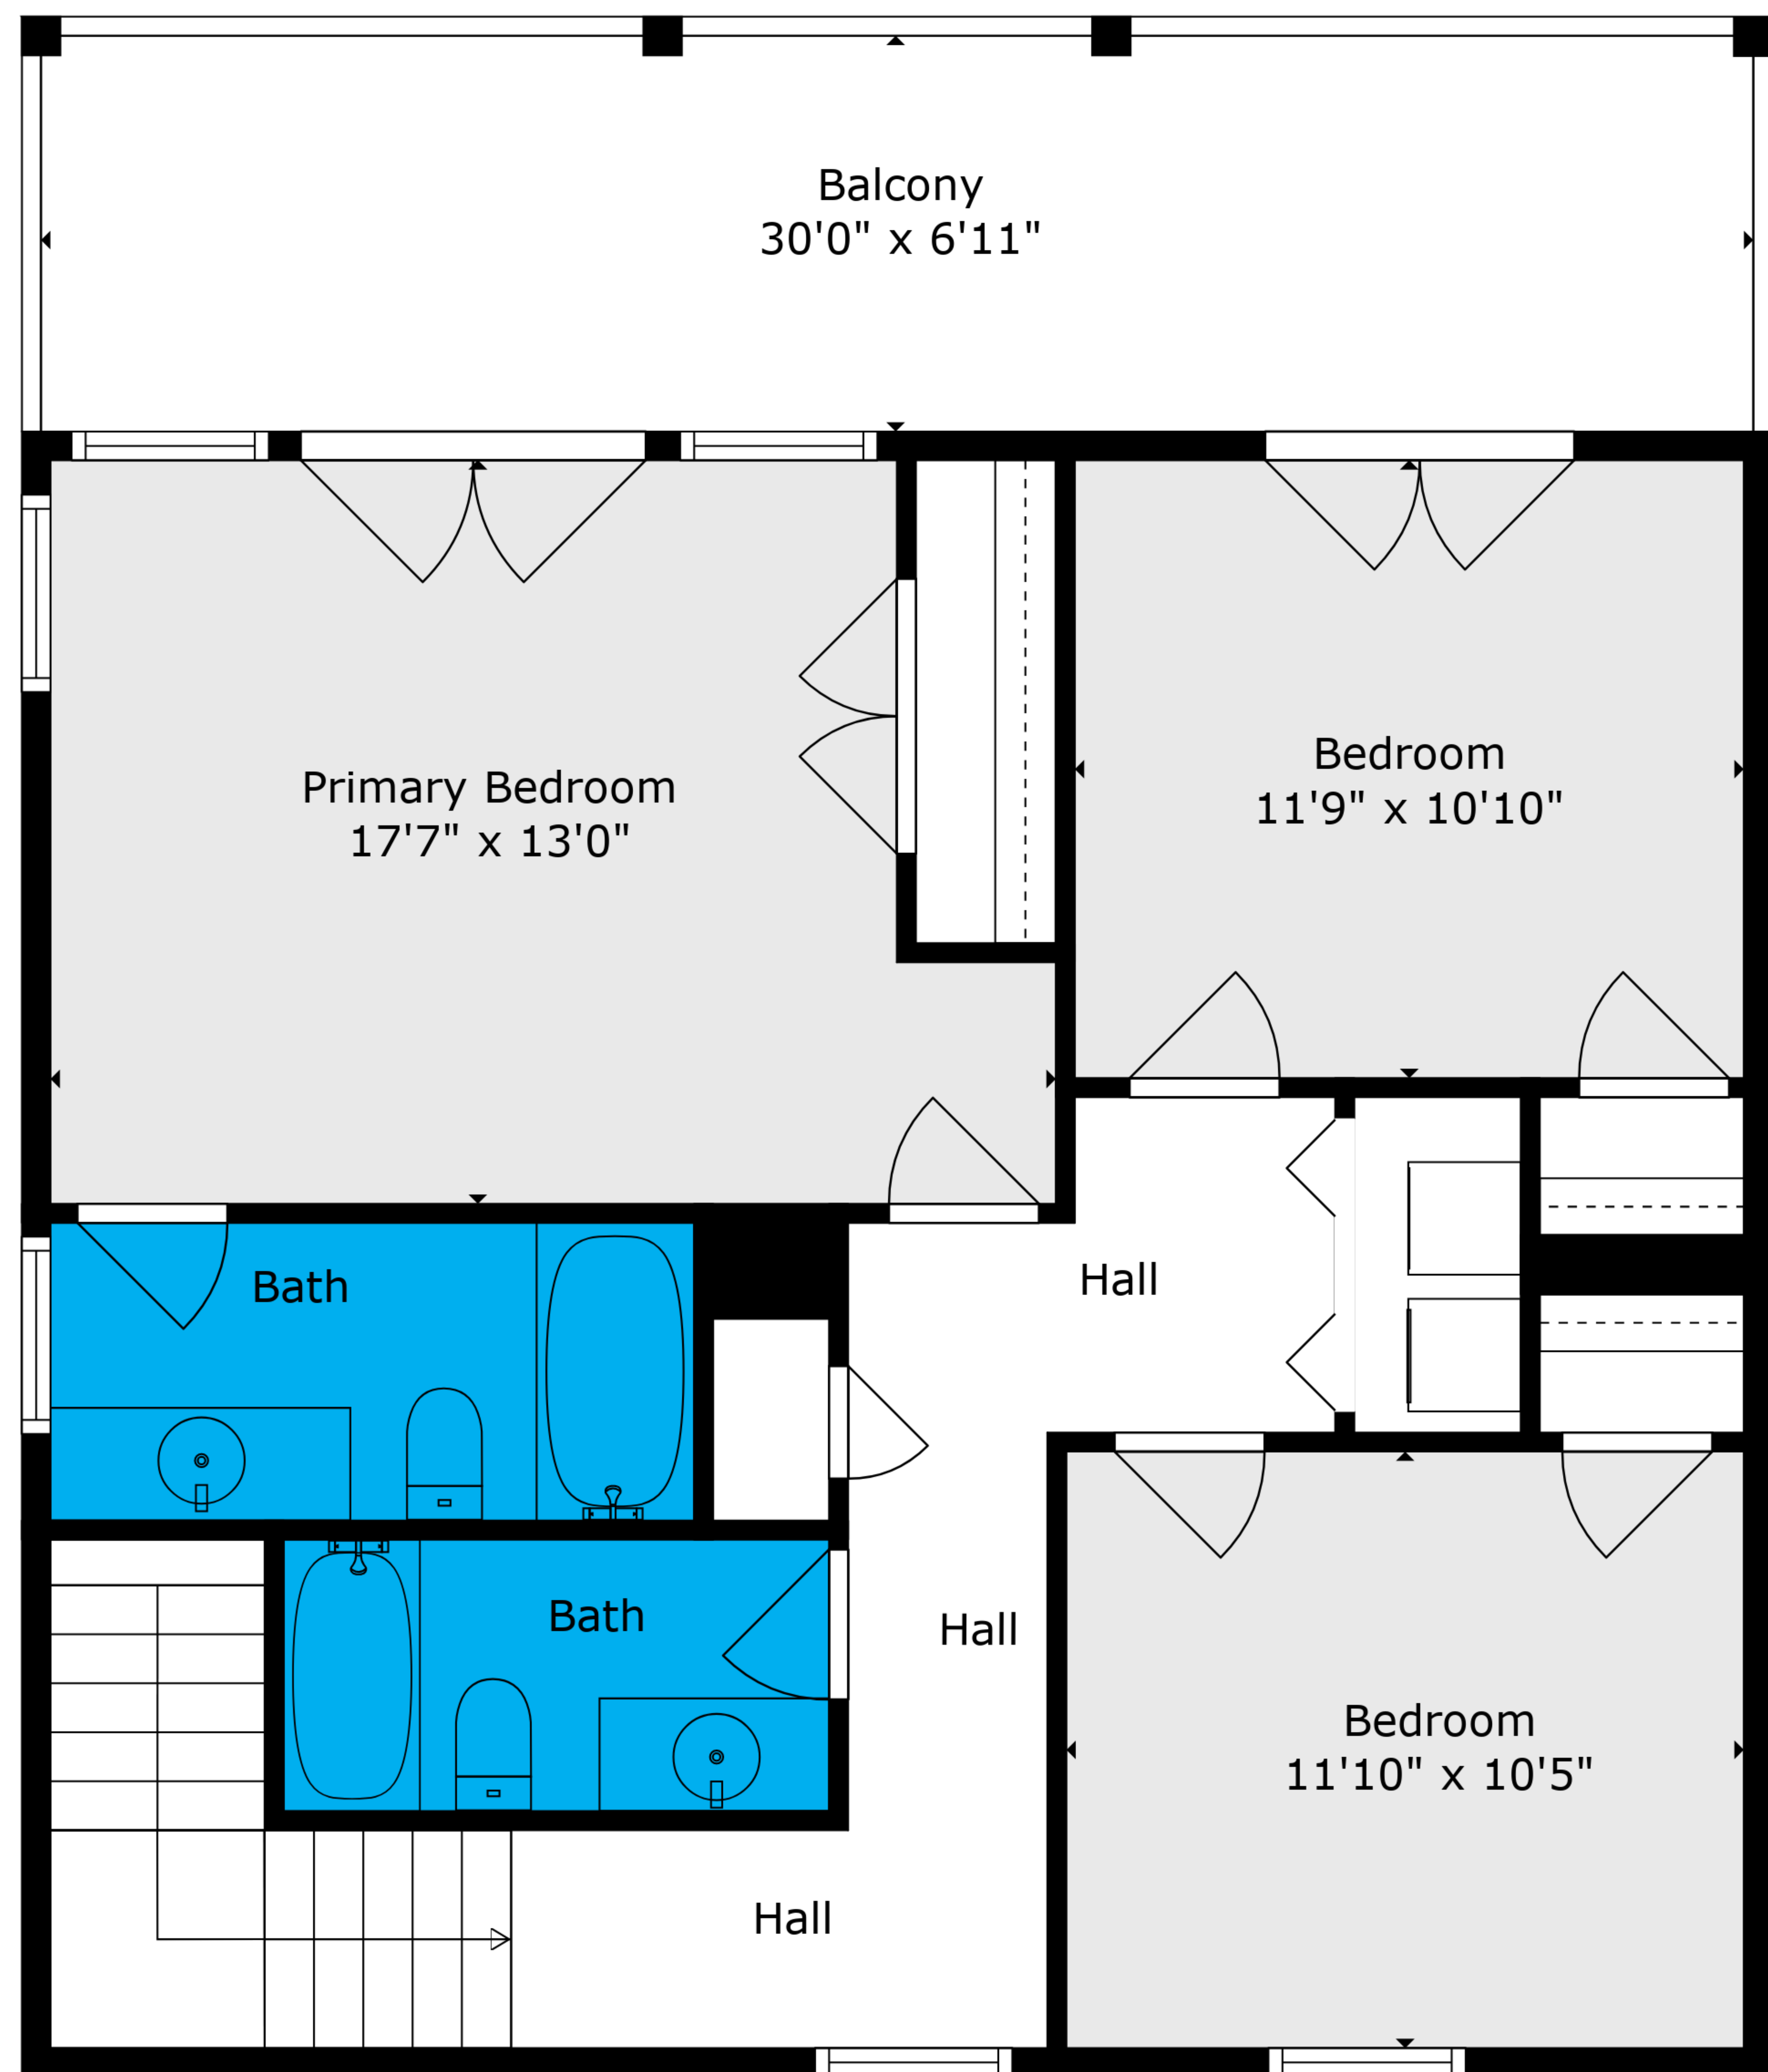 Balcony
30'0" x 6'11"
Primary Bedroom
17'7" x 13'0"
Bedroom
11'9" x 10'10"
Bath
Hall
Bath
Hall
Bedroom
11'10" x 10'5"
Hall